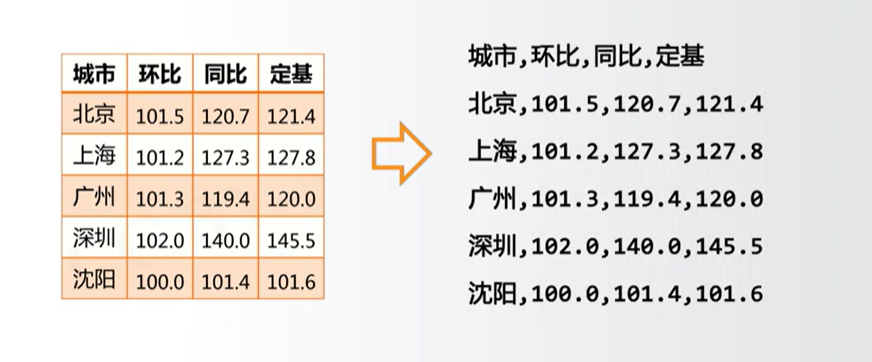 城市 环比 同比 定基
北京 101.5 120.7 121.4
上海 101.2 127.3 127.8
广州 101.3 119.4 120.0
深圳 102.0 140.0 145.5
沈阳 100.0 101.4 101.6
城市,环比,同比,定基
北京,101.5,120.7,121.4
上海,101.2,127.3,127.8
广州,101.3,119.4,120.0
深圳,102.0,140.0,145.5
沈阳,100.0,101.4,101.6